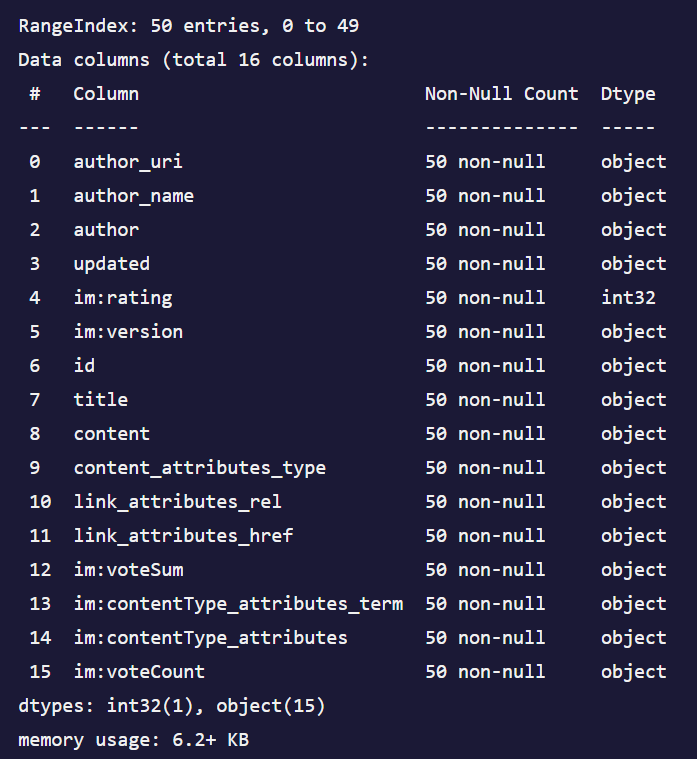 RangeIndex: 50 entries, 0 to 49
Data columns (total 16 columns):
 #   Column                          Non-Null Count  Dtype
---  ------                          --------------  -----
 0   author_uri                      50 non-null     object
 1   author_name                     50 non-null     object
 2   author                          50 non-null     object
 3   updated                         50 non-null     object
 4   im:rating                       50 non-null     int32
 5   im:version                      50 non-null     object
 6   id                              50 non-null     object
 7   title                           50 non-null     object
 8   content                         50 non-null     object
 9   content_attributes_type         50 non-null     object
 10  link_attributes_rel             50 non-null     object
 11  link_attributes_href            50 non-null     object
 12  im:voteSum                      50 non-null     object
 13  im:contentType_attributes_term  50 non-null     object
 14  im:contentType_attributes       50 non-null     object
 15  im:voteCount                    50 non-null     object
dtypes: int32(1), object(15)
memory usage: 6.2+ KB